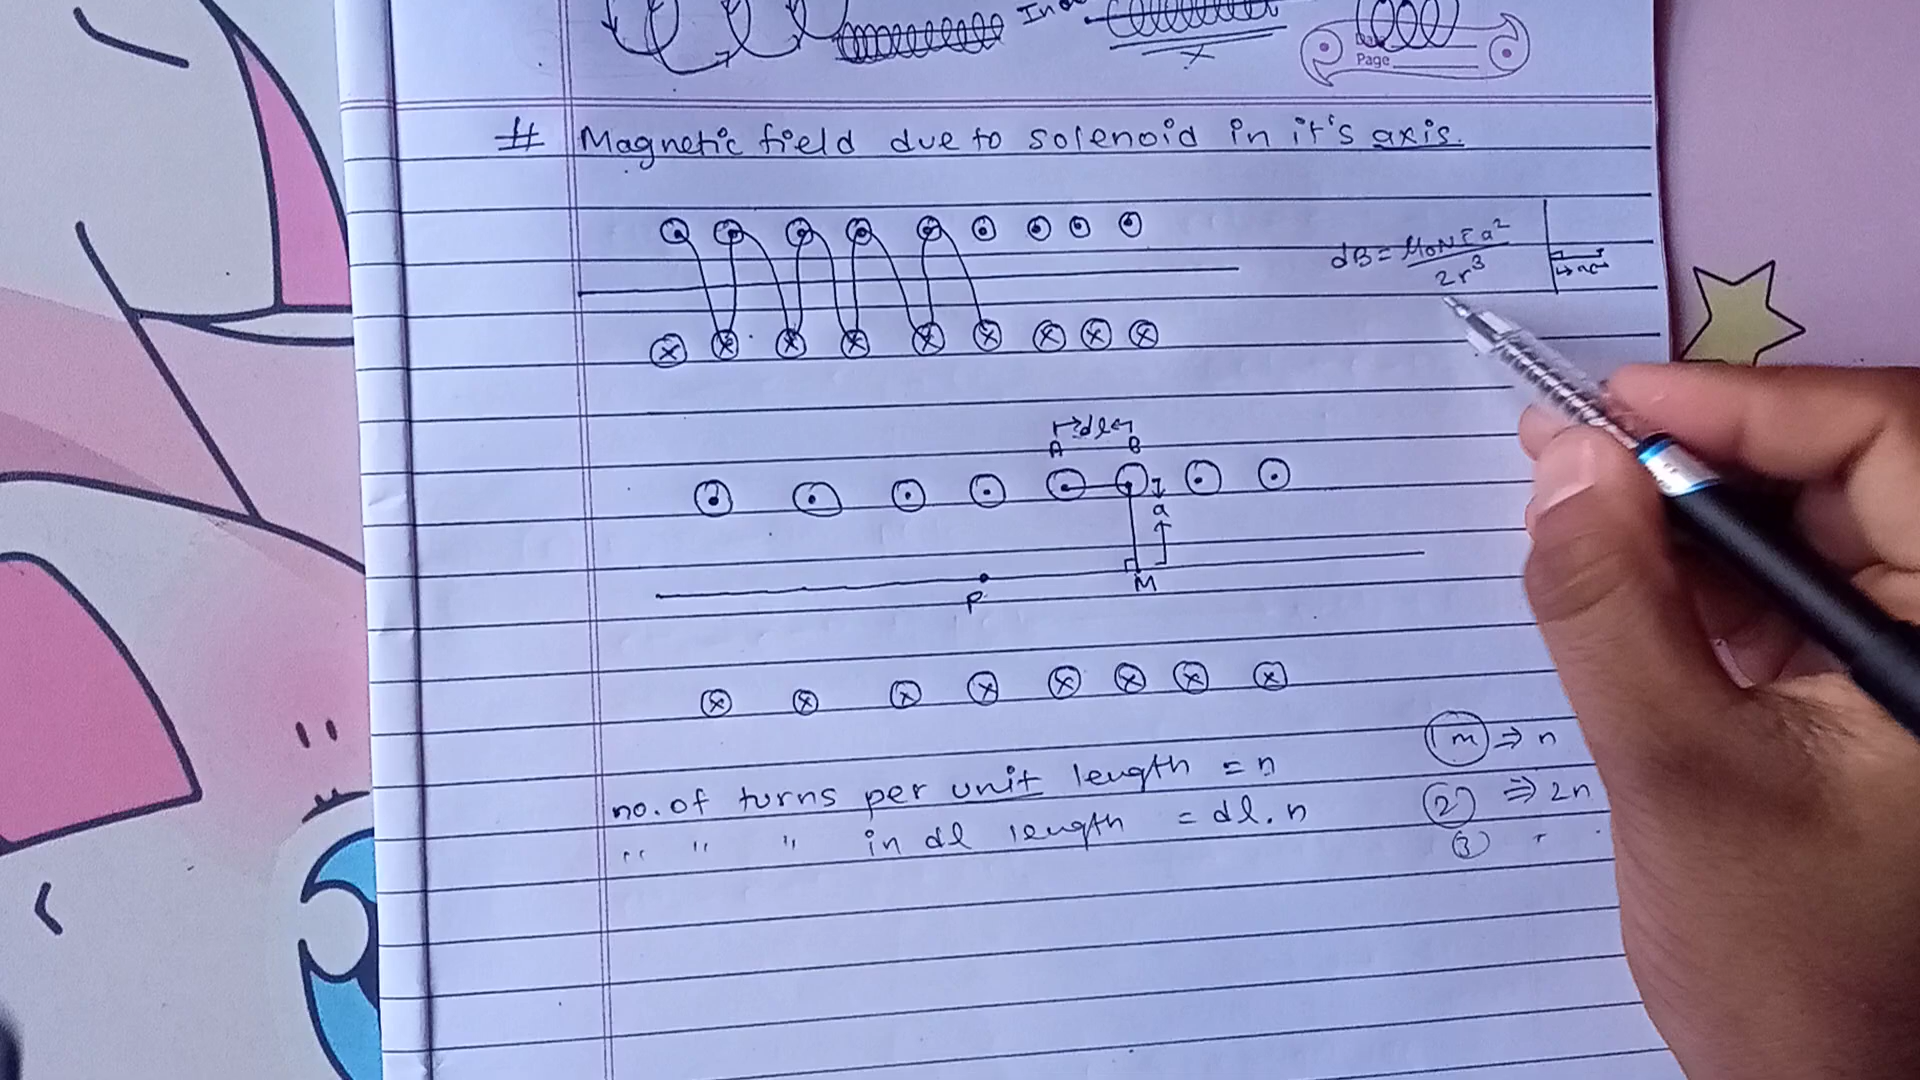 Page
# Magnetic field due to solenoid in it's axis.
dB = μ₀NIa² / 2r³
x
→dl←
A B
a
P M
(m) ⇒ n
no. of turns per unit length = n
(2) ⇒ 2n
" " " in dl length = dl. n
(3) "